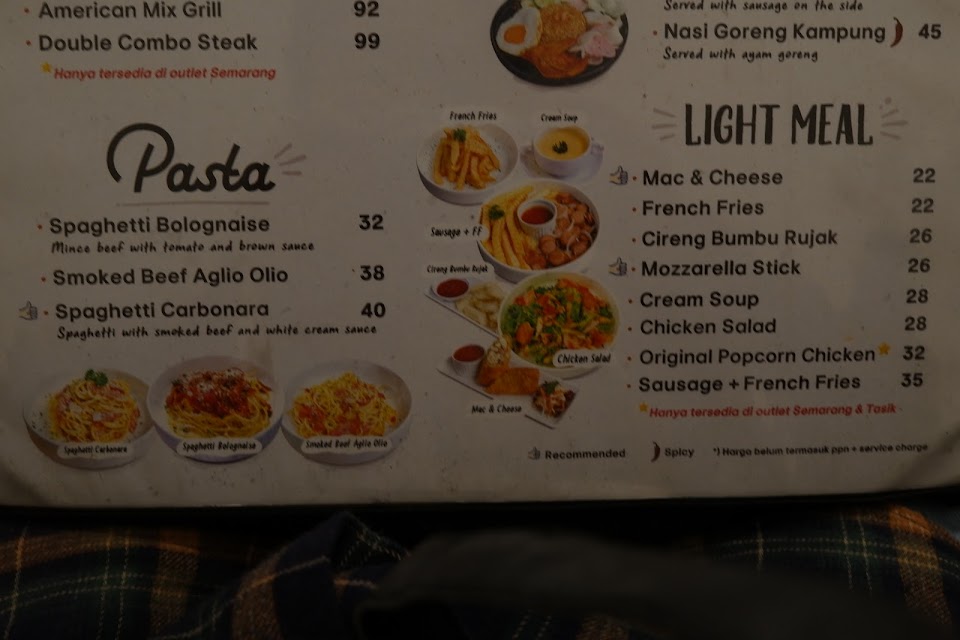 American Mix Grill 92
Double Combo Steak 99
Hanya tersedia di outlet Semarang
Pasta
Spaghetti Bolognaise 32
Mince beef with tomato and brown sauce
Smoked Beef Aglio Olio 38
Spaghetti Carbonara 40
Spaghetti with smoked beef and white cream sauce
Spaghetti Carbonara
Spaghetti Bolognaise
Smoked Beef Aglio Olio
French Fries
Cream Soup
Sausage + FF
Cireng Bumbu Rujak
Chicken Salad
Mac & Cheese
Served with sausage on the side
Nasi Goreng Kampung 45
Served with ayam goreng
LIGHT MEAL
Mac & Cheese 22
French Fries 22
Cireng Bumbu Rujak 26
Mozzarella Stick 26
Cream Soup 28
Chicken Salad 28
Original Popcorn Chicken 32
Sausage + French Fries 35
Hanya tersedia di outlet Semarang & Tasik
Recommended
Spicy
*) Harga belum termasuk ppn + service charge